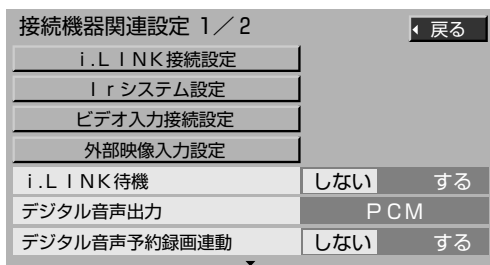 接続機器関連設定 1／2
戻る
i.LINK接続設定
Irシステム設定
ビデオ入力接続設定
外部映像入力設定
i.LINK待機 しない する
デジタル音声出力 PCM
デジタル音声予約録画連動 しない する